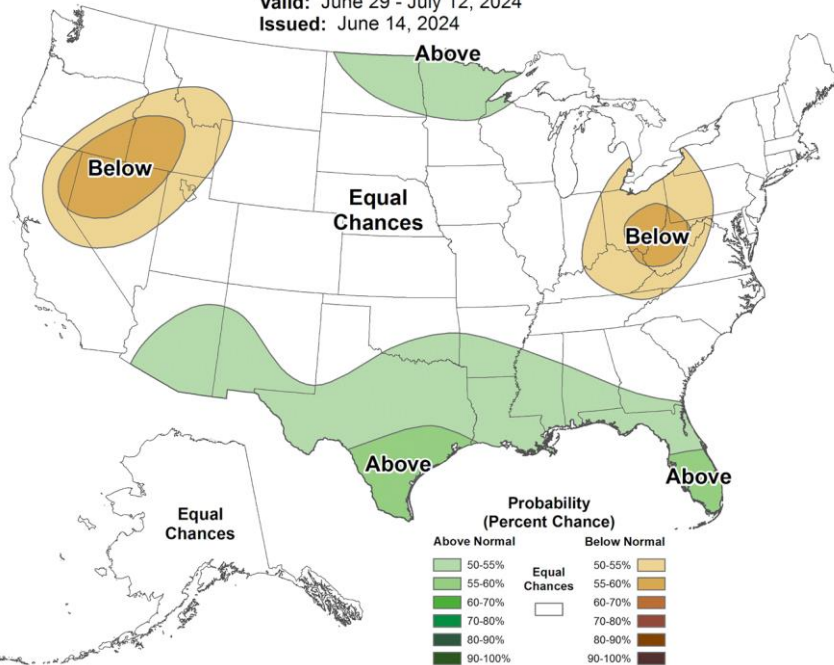 Valid: June 29 - July 12, 2024
Issued: June 14, 2024
Above
Below
Equal
Chances
Below
Above
Above
Equal
Chances
Probability
(Percent Chance)
Above Normal
Below Normal
50-55%
55-60%
60-70%
70-80%
80-90%
90-100%
Equal
Chances
50-55%
55-60%
60-70%
70-80%
80-90%
90-100%